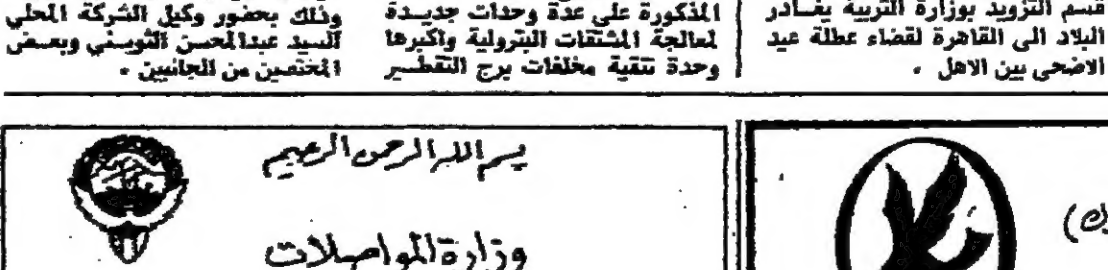 قسم التزويد بوزارة التربية يغادر
البلاد الى القاهرة لقضاء عطلة عيد
الاضحى بين الاهل .
المذكورة على عدة وحدات جديدة
لمعالجة المشتقات البترولية واكبرها
وحدة تنقية مخلفات برج التقطير
وذلك بحضور وكيل الشركة المحلي
السيد عبدالمحسن الثويني وبعض
المختصين من الجانبين .
بسم الله الرحمن الرحيم
وزارة المواصلات